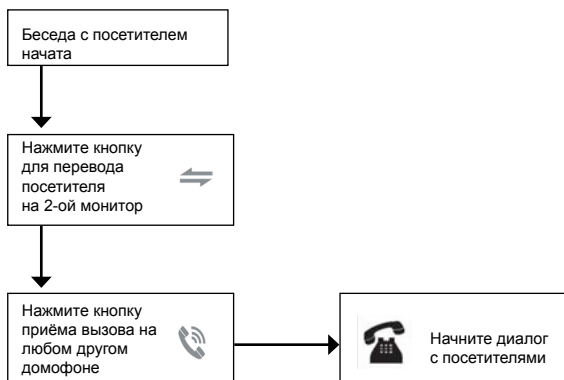 Беседа с посетителем
начата
Нажмите кнопку
для перевода
посетителя
на 2-ой монитор
Нажмите кнопку
приёма вызова на
любом другом
домофоне
Начните диалог
с посетителями